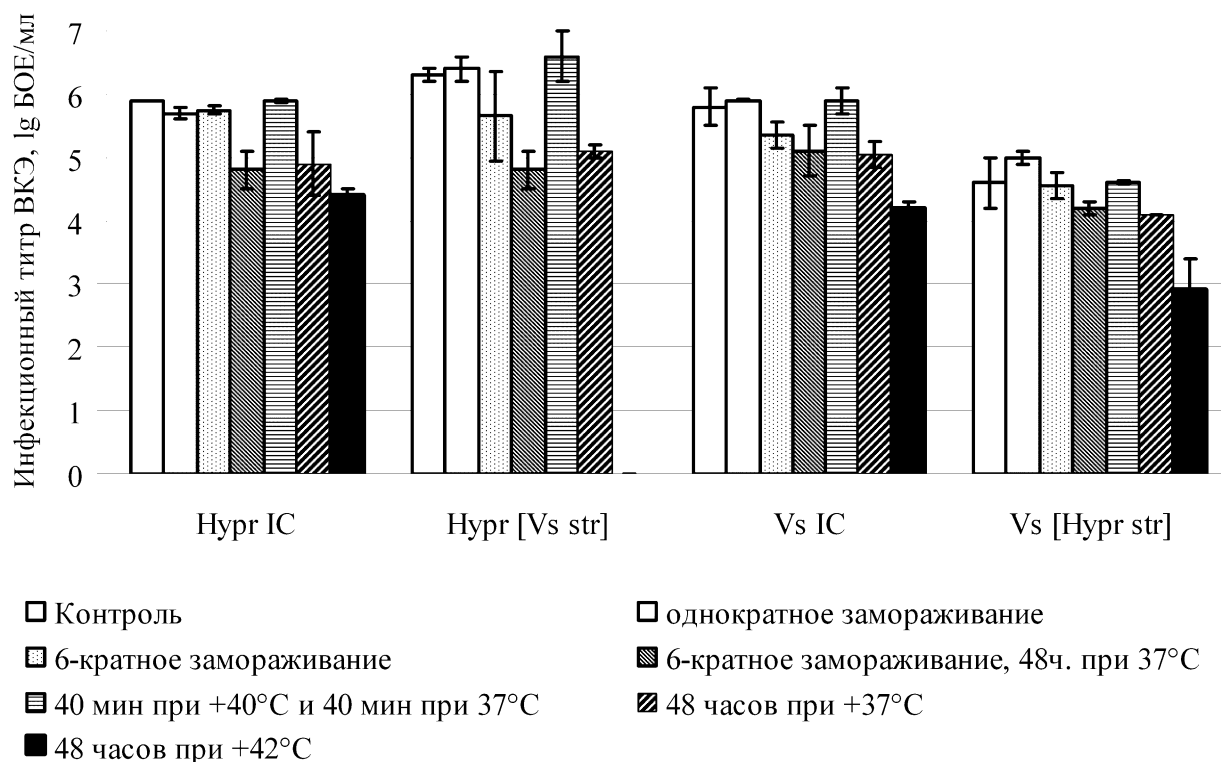 Инфекционный титр ВКЭ, lg БОЕ/мл
7
6
5
4
3
2
1
0
Hypr IC
Hypr [Vs str]
Vs IC
Vs [Hypr str]
Контроль
однократное замораживание
6-кратное замораживание
6-кратное замораживание, 48ч. при 37°С
40 мин при +40°С и 40 мин при 37°С
48 часов при +37°С
48 часов при +42°С